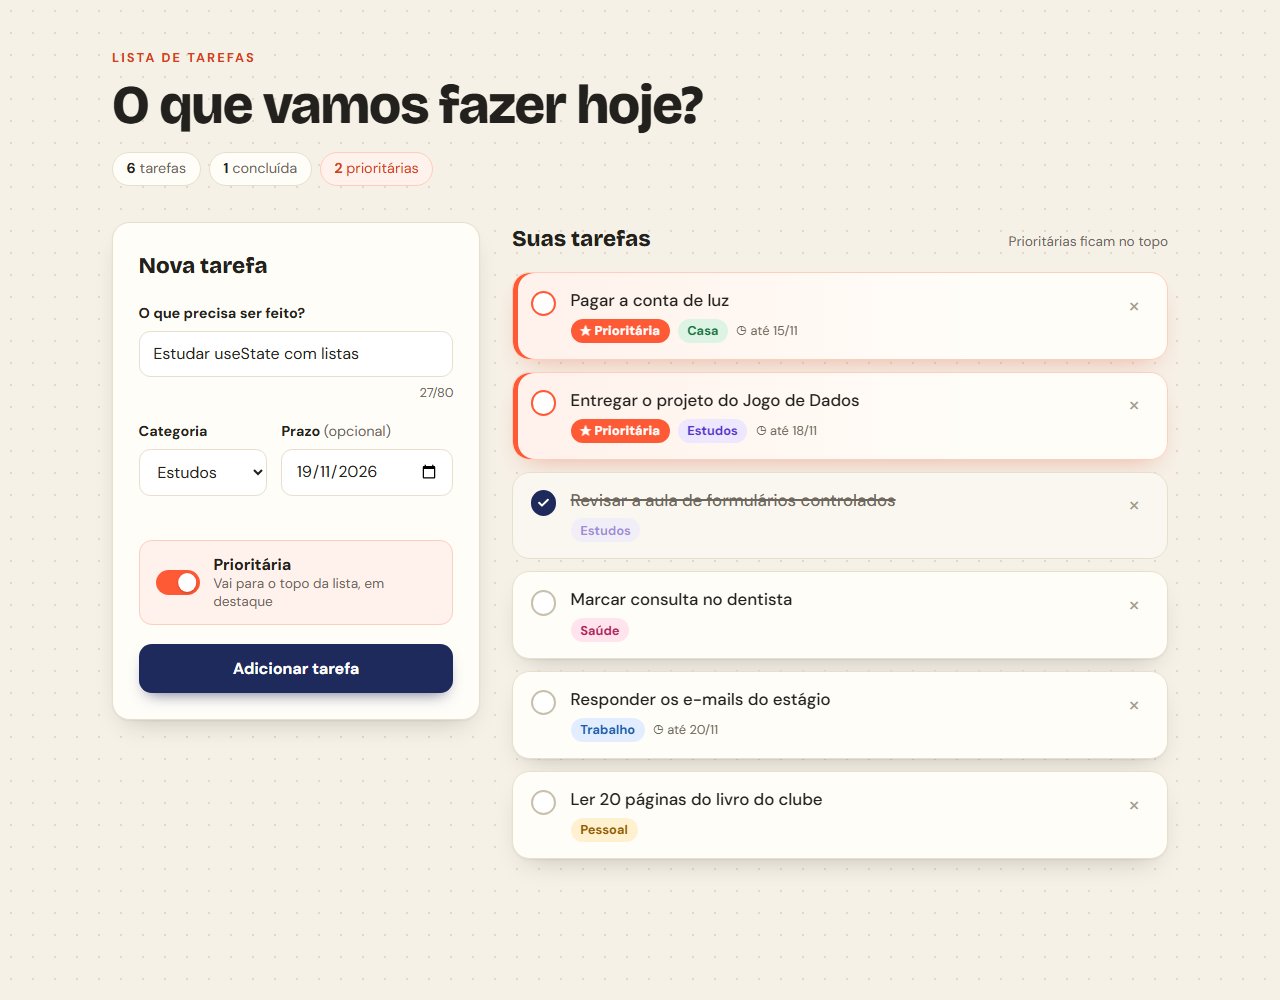 LISTA DE TAREFAS
O que vamos fazer hoje?
6 tarefas
1 concluída
2 prioritárias
Nova tarefa
O que precisa ser feito?
Estudar useState com listas
27/80
Categoria
Prazo (opcional)
Estudos
19/11/2026
Prioritária
Vai para o topo da lista, em
destaque
Adicionar tarefa
Suas tarefas
Prioritárias ficam no topo
Pagar a conta de luz
★ Prioritária
Casa
até 15/11
Entregar o projeto do Jogo de Dados
★ Prioritária
Estudos
até 18/11
Revisar a aula de formulários controlados
Estudos
Marcar consulta no dentista
Saúde
Responder os e-mails do estágio
Trabalho
até 20/11
Ler 20 páginas do livro do clube
Pessoal